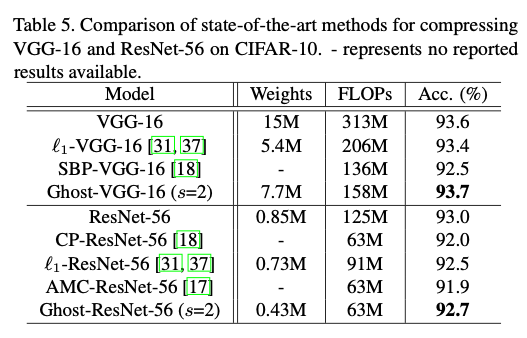 Table 5. Comparison of state-of-the-art methods for compressing
VGG-16 and ResNet-56 on CIFAR-10. - represents no reported
results available.
Model Weights FLOPs Acc. (%)
VGG-16 15M 313M 93.6
ℓ₁-VGG-16 [31, 37] 5.4M 206M 93.4
SBP-VGG-16 [18] - 136M 92.5
Ghost-VGG-16 (s=2) 7.7M 158M 93.7
ResNet-56 0.85M 125M 93.0
CP-ResNet-56 [18] - 63M 92.0
ℓ₁-ResNet-56 [31, 37] 0.73M 91M 92.5
AMC-ResNet-56 [17] - 63M 91.9
Ghost-ResNet-56 (s=2) 0.43M 63M 92.7